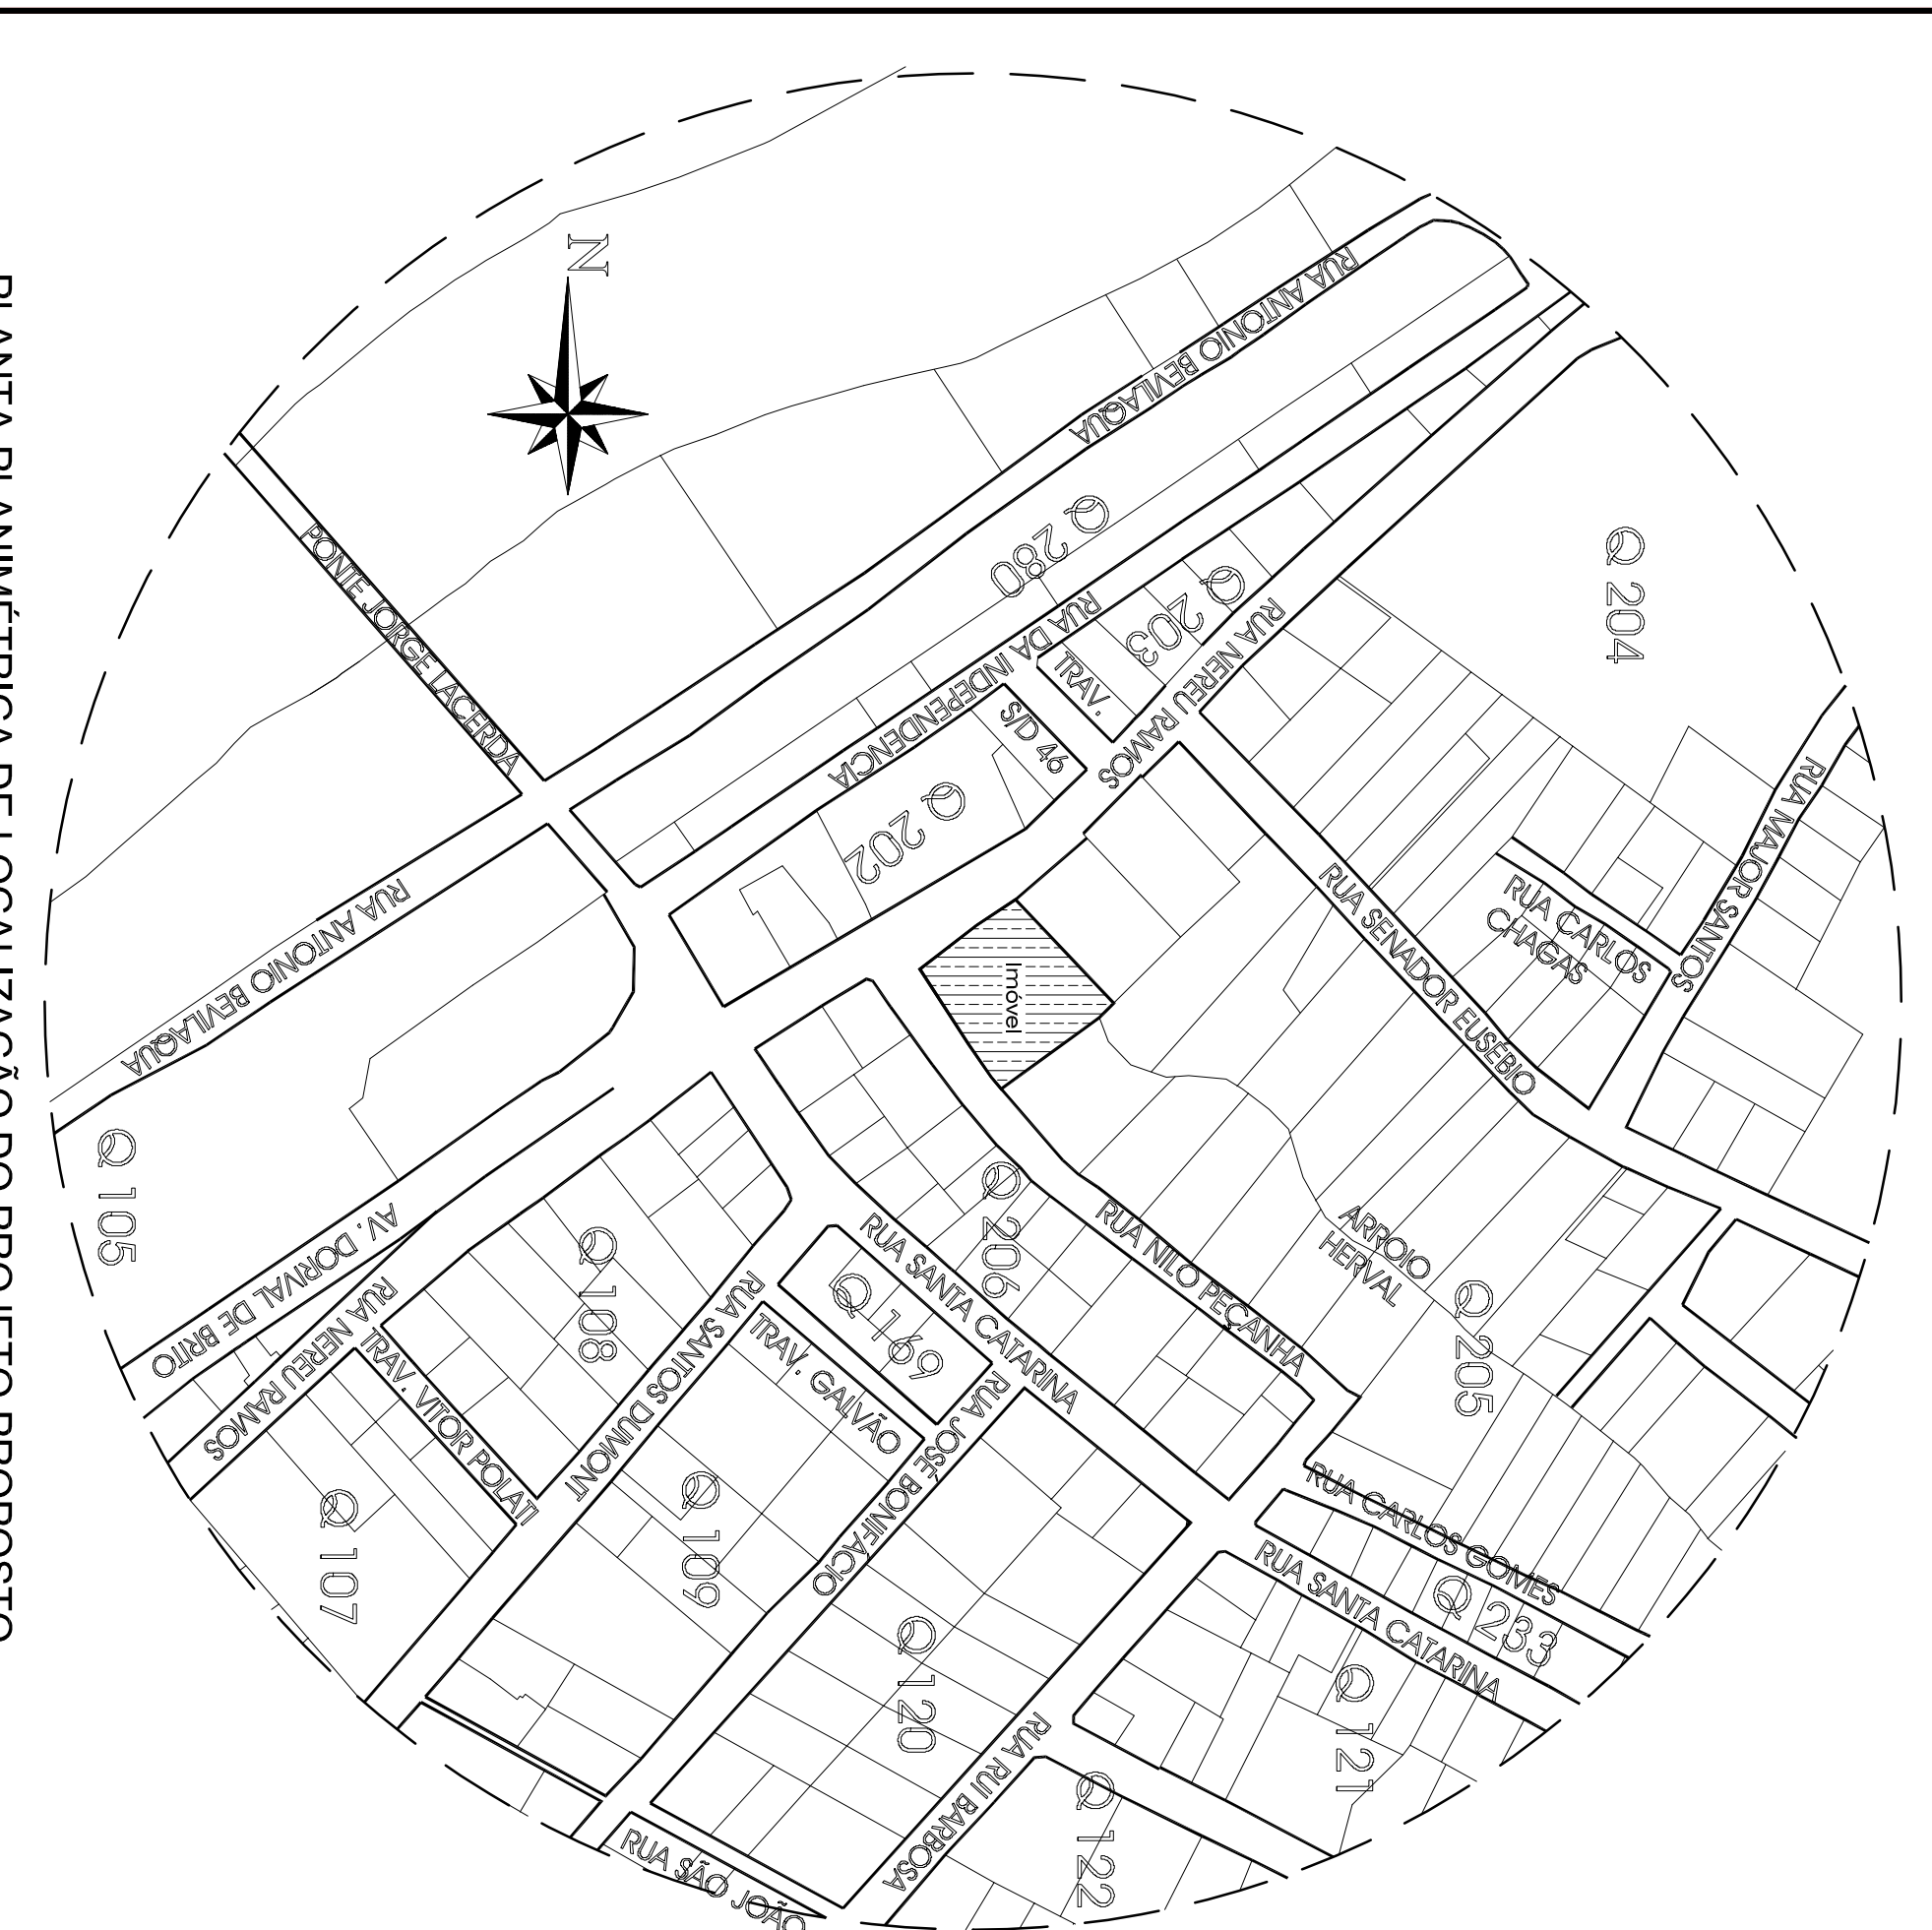 N
RUA ANTONIO BEVILAQUA
Q 280
Q 204
PONTE JORGE LACERDA
RUA DA INDEPENDENCIA
Q 203
TRAV.
RUA NEREU RAMOS
S/D 46
Q 202
RUA MAJOR SANTOS
RUA CARLOS
CHAGAS
RUA SENADOR EUSÉBIO
RUA ANTONIO BEVILAQUA
Imóvel
Q 105
AV. DORIVAL DE BRITO
RUA NEREU RAMOS
TRAV. VITOR POLATI
Q 108
RUA SANTOS DUMONT
Q 206
RUA SANTA CATARINA
Q 169
TRAV. GALVÃO
RUA NILO PEÇANHA
ARROIO
HERVAL
Q 205
RUA JOSÉ BONIFÁCIO
Q 107
Q 109
RUA CARLOS GOMES
Q 233
RUA SANTA CATARINA
Q 120
Q 121
RUA RUI BARBOSA
Q 122
RUA SÃO JOÃO
PLANTA PLANIMÉTRICA DE LOCALIZAÇÃO DO PROJETO PROPOSTO